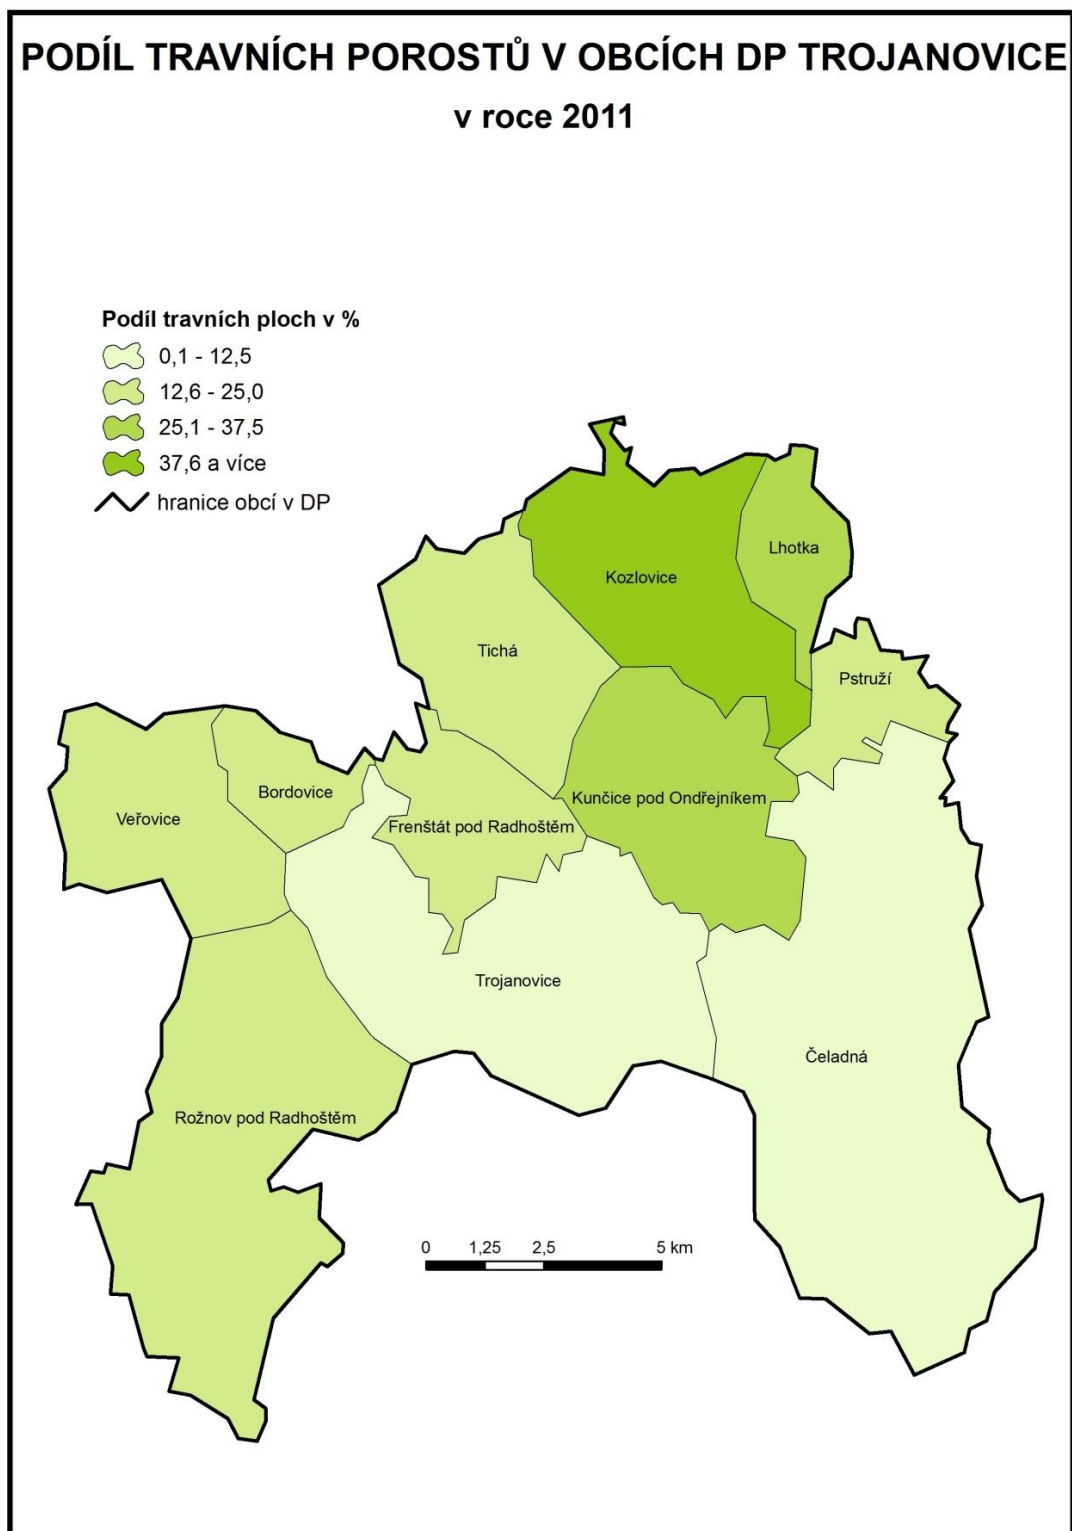 PODÍL TRAVNÍCH POROSTŮ V OBCÍCH DP TROJANOVICE
v roce 2011
Podíl travních ploch v %
0,1 - 12,5
12,6 - 25,0
25,1 - 37,5
37,6 a více
hranice obcí v DP
Lhotka
Kozlovice
Tichá
Pstruží
Bordovice
Kunčice pod Ondřejníkem
Veřovice
Frenštát pod Radhoštěm
Trojanovice
Čeladná
Rožnov pod Radhoštěm
0 1,25 2,5 5 km